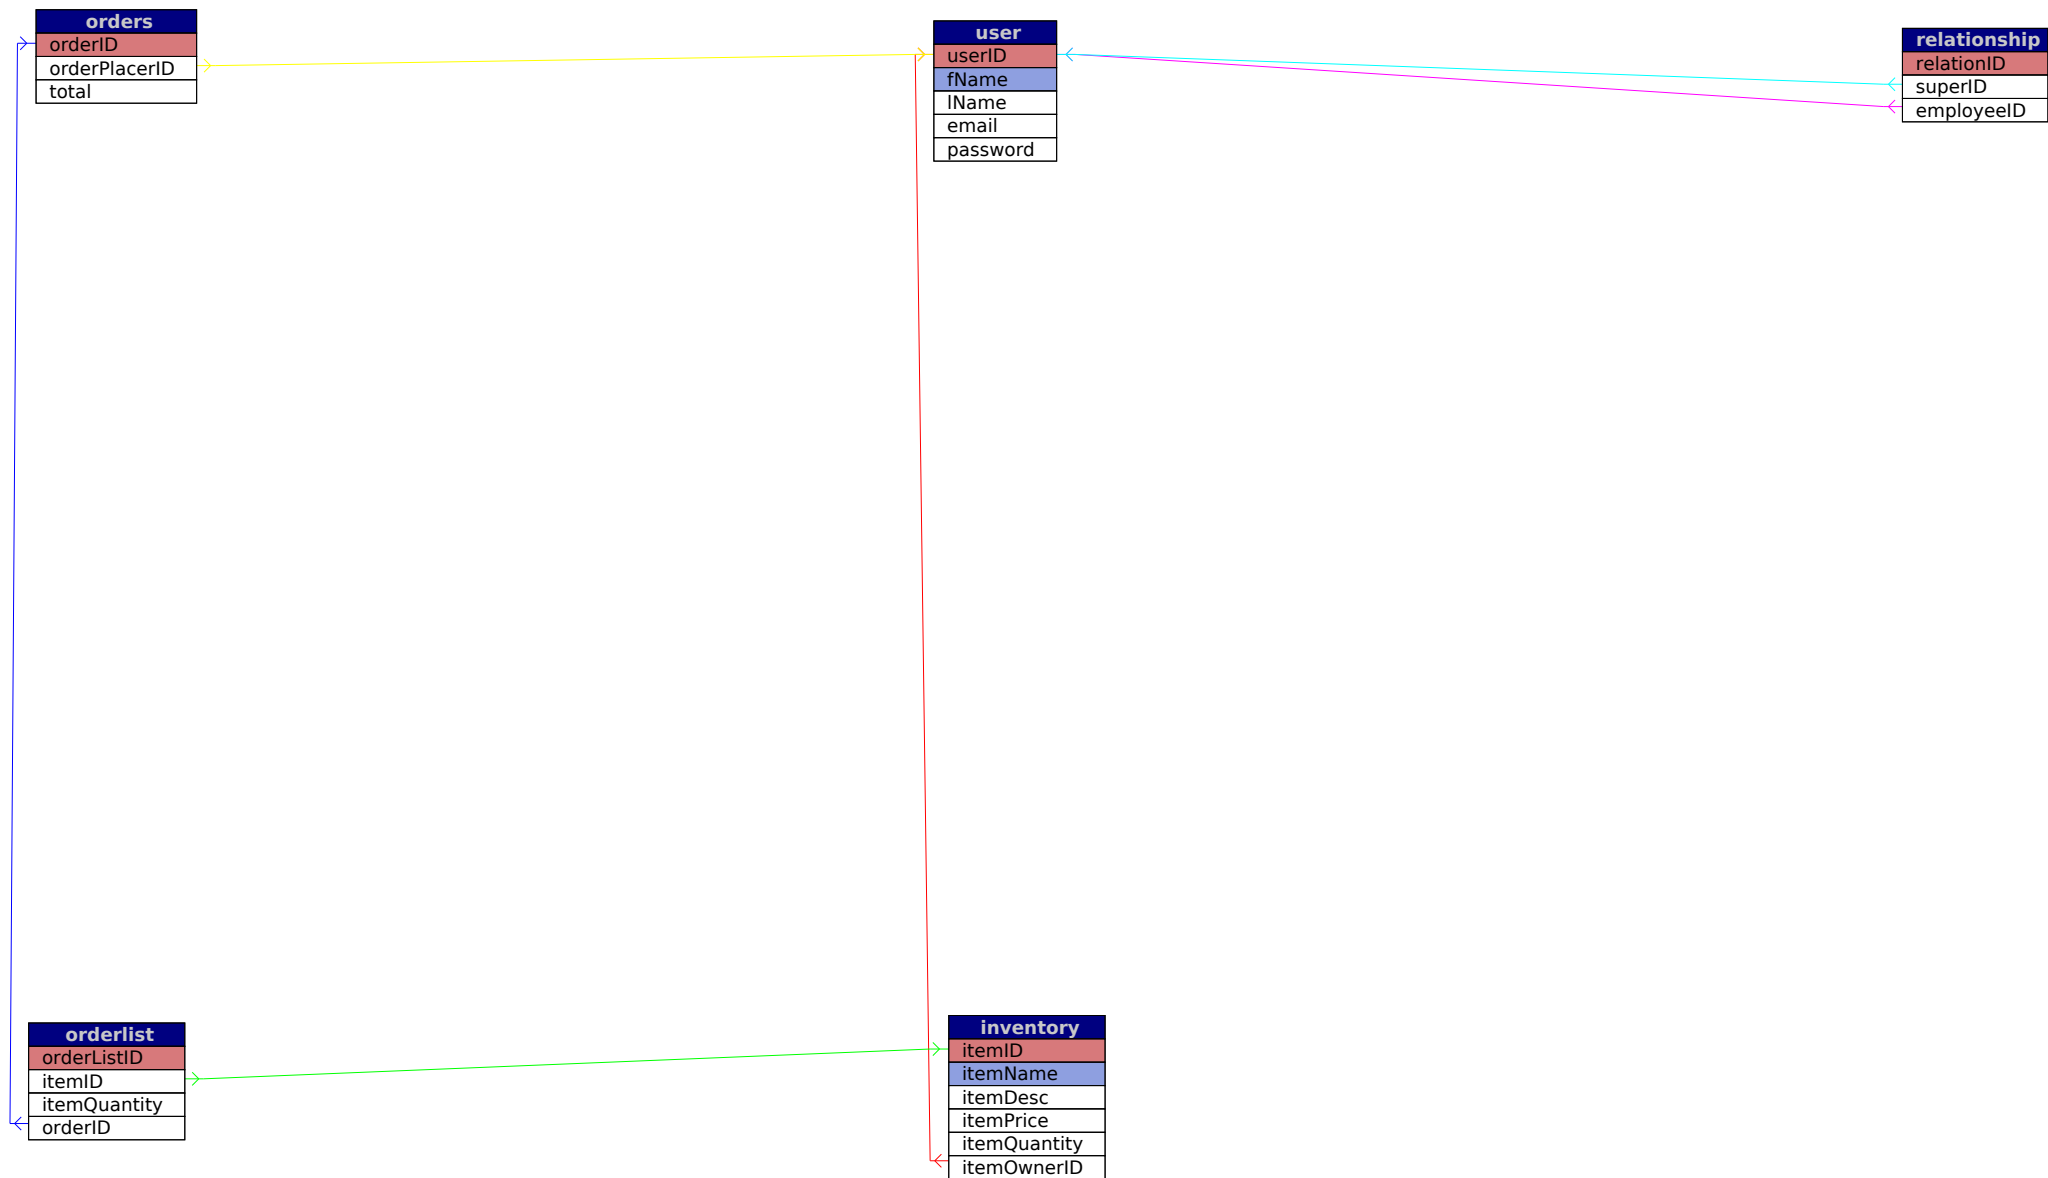 orders
orderID
orderPlacerID
total
user
userID
fName
lName
email
password
relationship
relationID
superID
employeeID
orderlist
orderListID
itemID
itemQuantity
orderID
inventory
itemID
itemName
itemDesc
itemPrice
itemQuantity
itemOwnerID